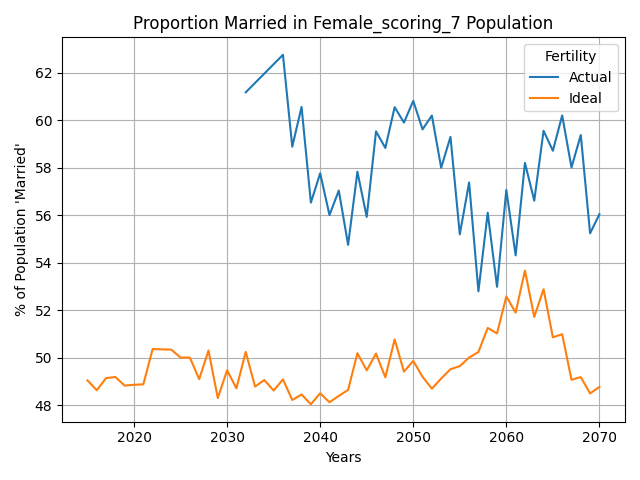 Proportion Married in Female_scoring_7 Population
Fertility
Actual
Ideal
% of Population 'Married'
62
60
58
56
54
52
50
48
2020
2030
2040
2050
2060
2070
Years